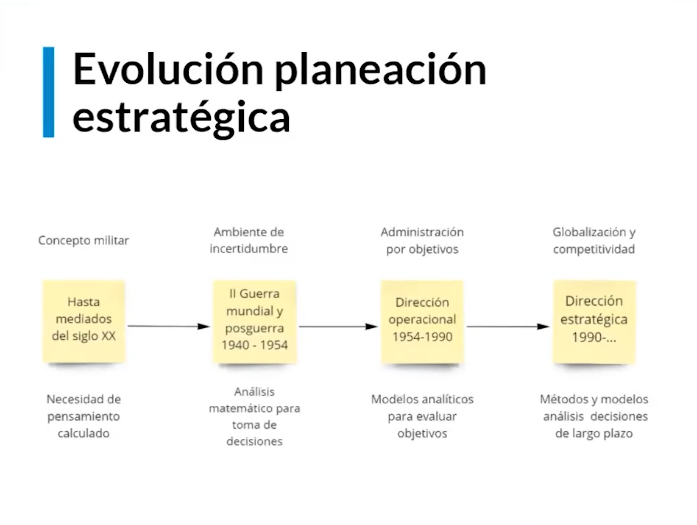 Evolución planeación
estratégica
Concepto militar
Hasta
mediados
del siglo XX
Necesidad de
pensamiento
calculado
Ambiente de
incertidumbre
II Guerra
mundial y
posguerra
1940 - 1954
Análisis
matemático para
toma de
decisiones
Administración
por objetivos
Dirección
operacional
1954-1990
Modelos analíticos
para evaluar
objetivos
Globalización y
competitividad
Dirección
estratégica
1990-...
Métodos y modelos
análisis decisiones
de largo plazo